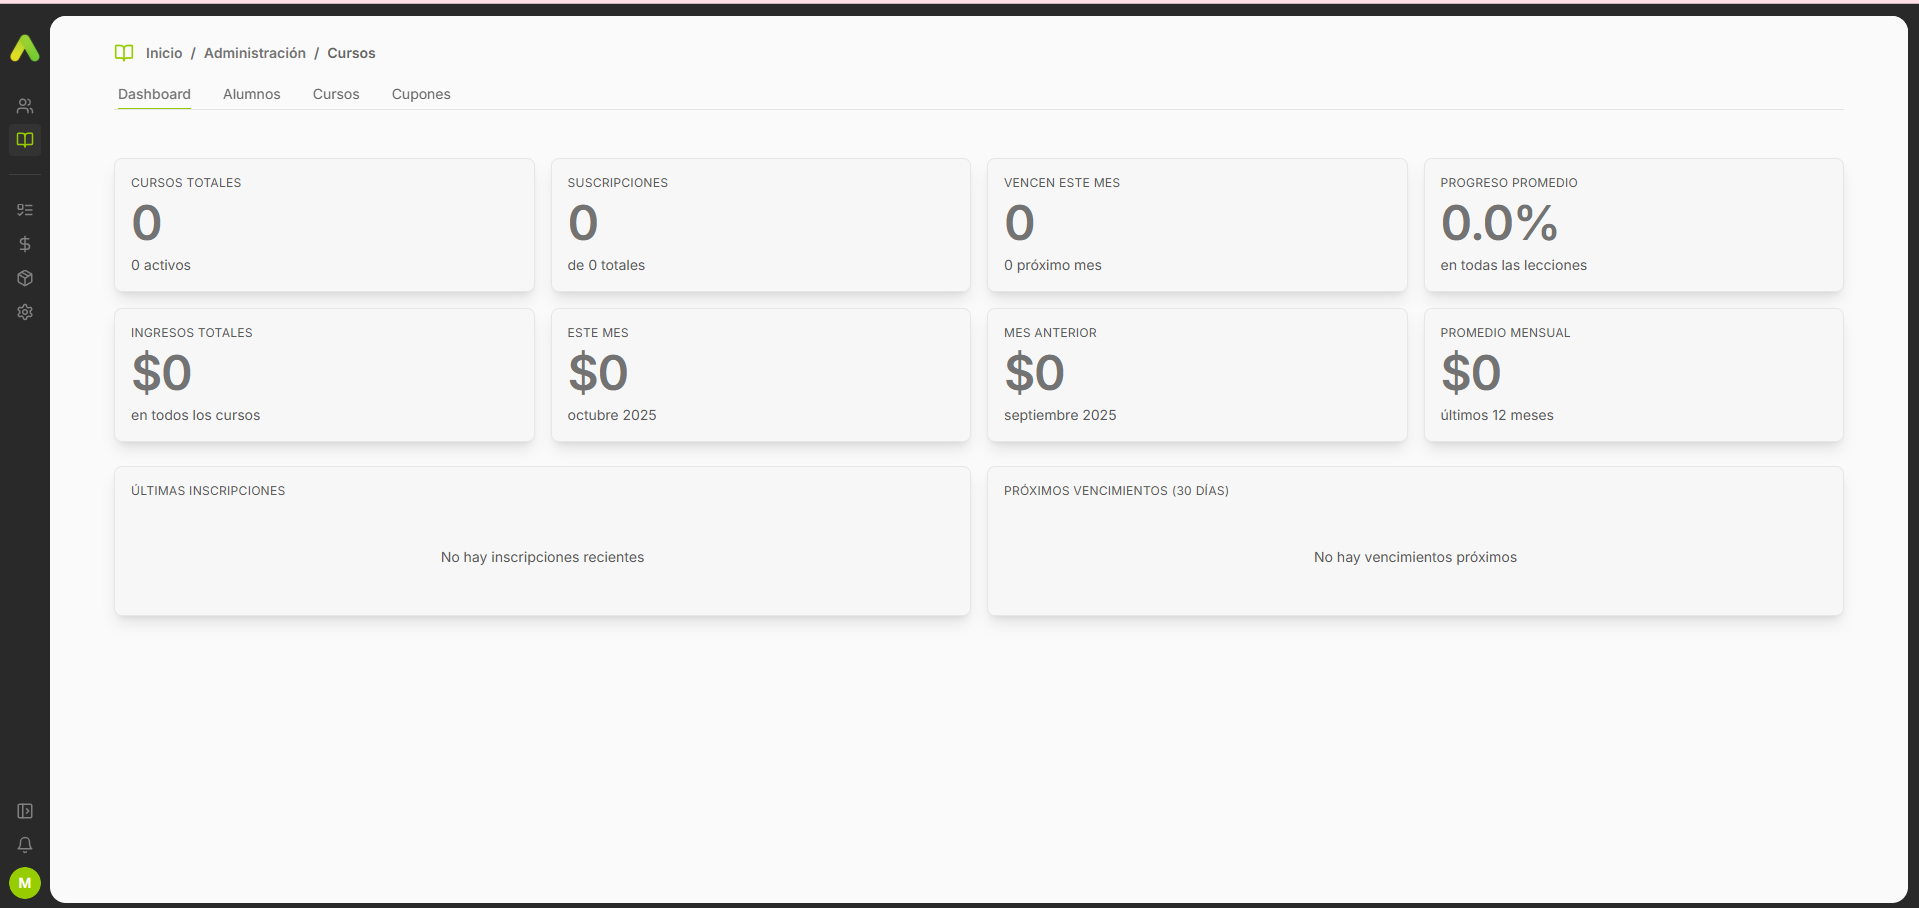 Inicio / Administración / Cursos
Dashboard Alumnos Cursos Cupones
CURSOS TOTALES
0
0 activos
SUSCRIPCIONES
0
de 0 totales
VENCEN ESTE MES
0
0 próximo mes
PROGRESO PROMEDIO
0.0%
en todas las lecciones
INGRESOS TOTALES
$0
en todos los cursos
ESTE MES
$0
octubre 2025
MES ANTERIOR
$0
septiembre 2025
PROMEDIO MENSUAL
$0
últimos 12 meses
ÚLTIMAS INSCRIPCIONES
No hay inscripciones recientes
PRÓXIMOS VENCIMIENTOS (30 DÍAS)
No hay vencimientos próximos
M